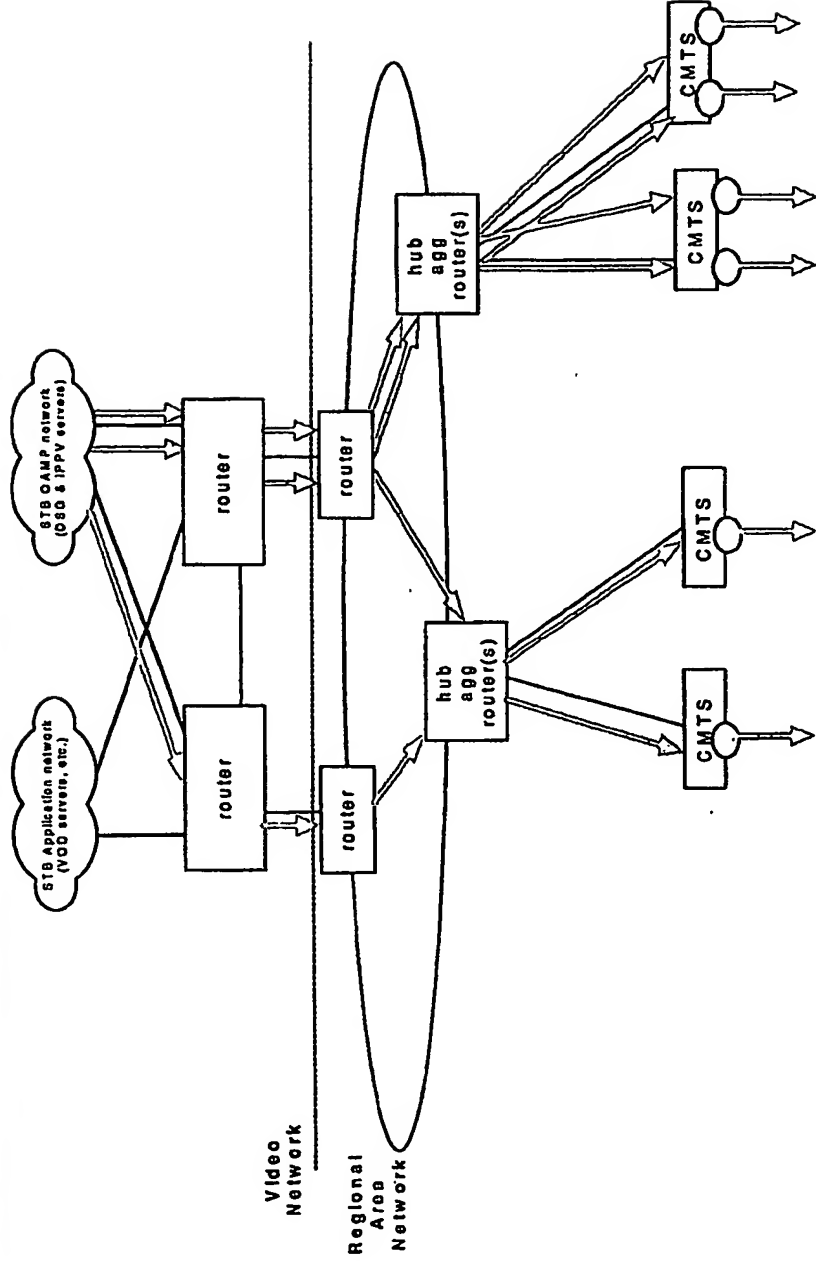 STB Application network
(VOD servers, etc.)
STB OAMP network
(DSG & IPPV servers)
router
router
Video
Network
router
router
Regional
Area
Network
hub
agg
router(s)
hub
agg
router(s)
CMTS
CMTS
CMTS
CMTS